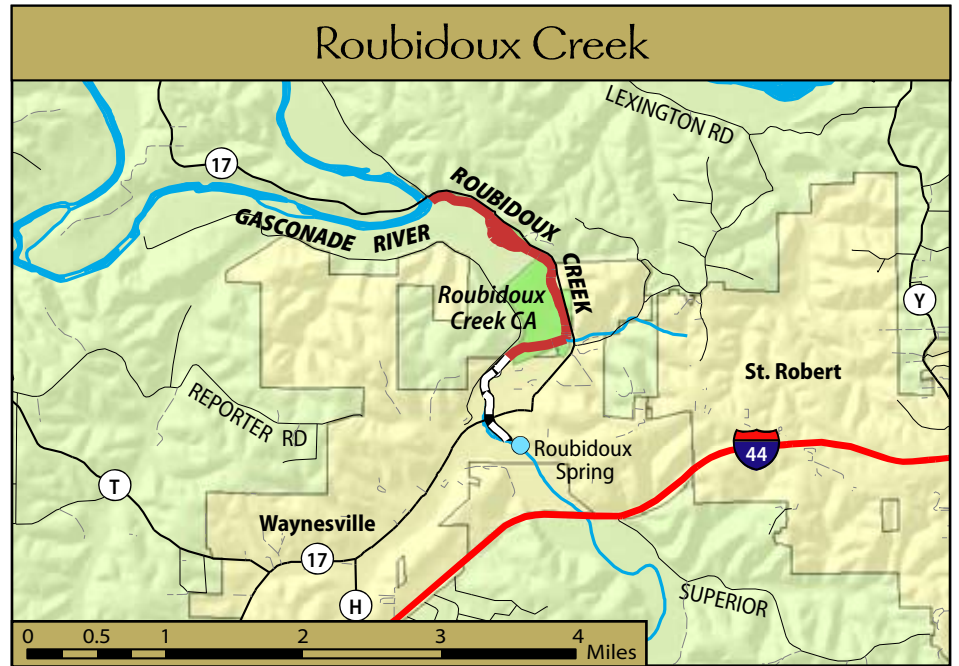 Roubidoux Creek
LEXINGTON RD
17
ROUBIDOUX
CREEK
GASCONADE RIVER
Roubidoux
Creek CA
Y
St. Robert
REPORTER RD
44
Roubidoux
Spring
T
Waynesville
17
H
SUPERIOR
0 0.5 1 2 3 4
Miles